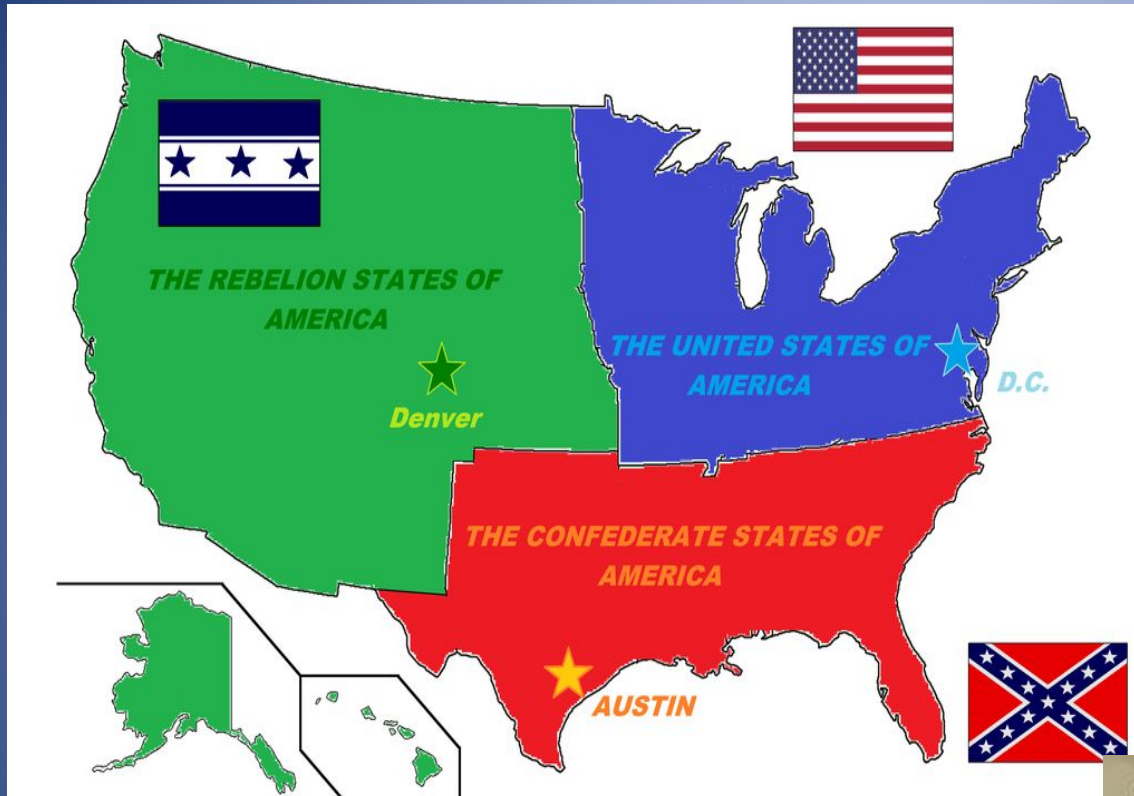 THE REBELION STATES OF
AMERICA
Denver
THE UNITED STATES OF
AMERICA
D.C.
THE CONFEDERATE STATES OF
AMERICA
AUSTIN